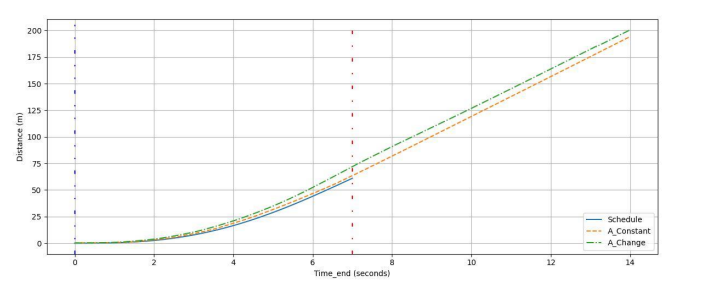 200
175
150
125
100
75
50
25
0
Distance (m)
0 2 4 6 8 10 12 14
Time_end (seconds)
Schedule
A_Constant
A_Change